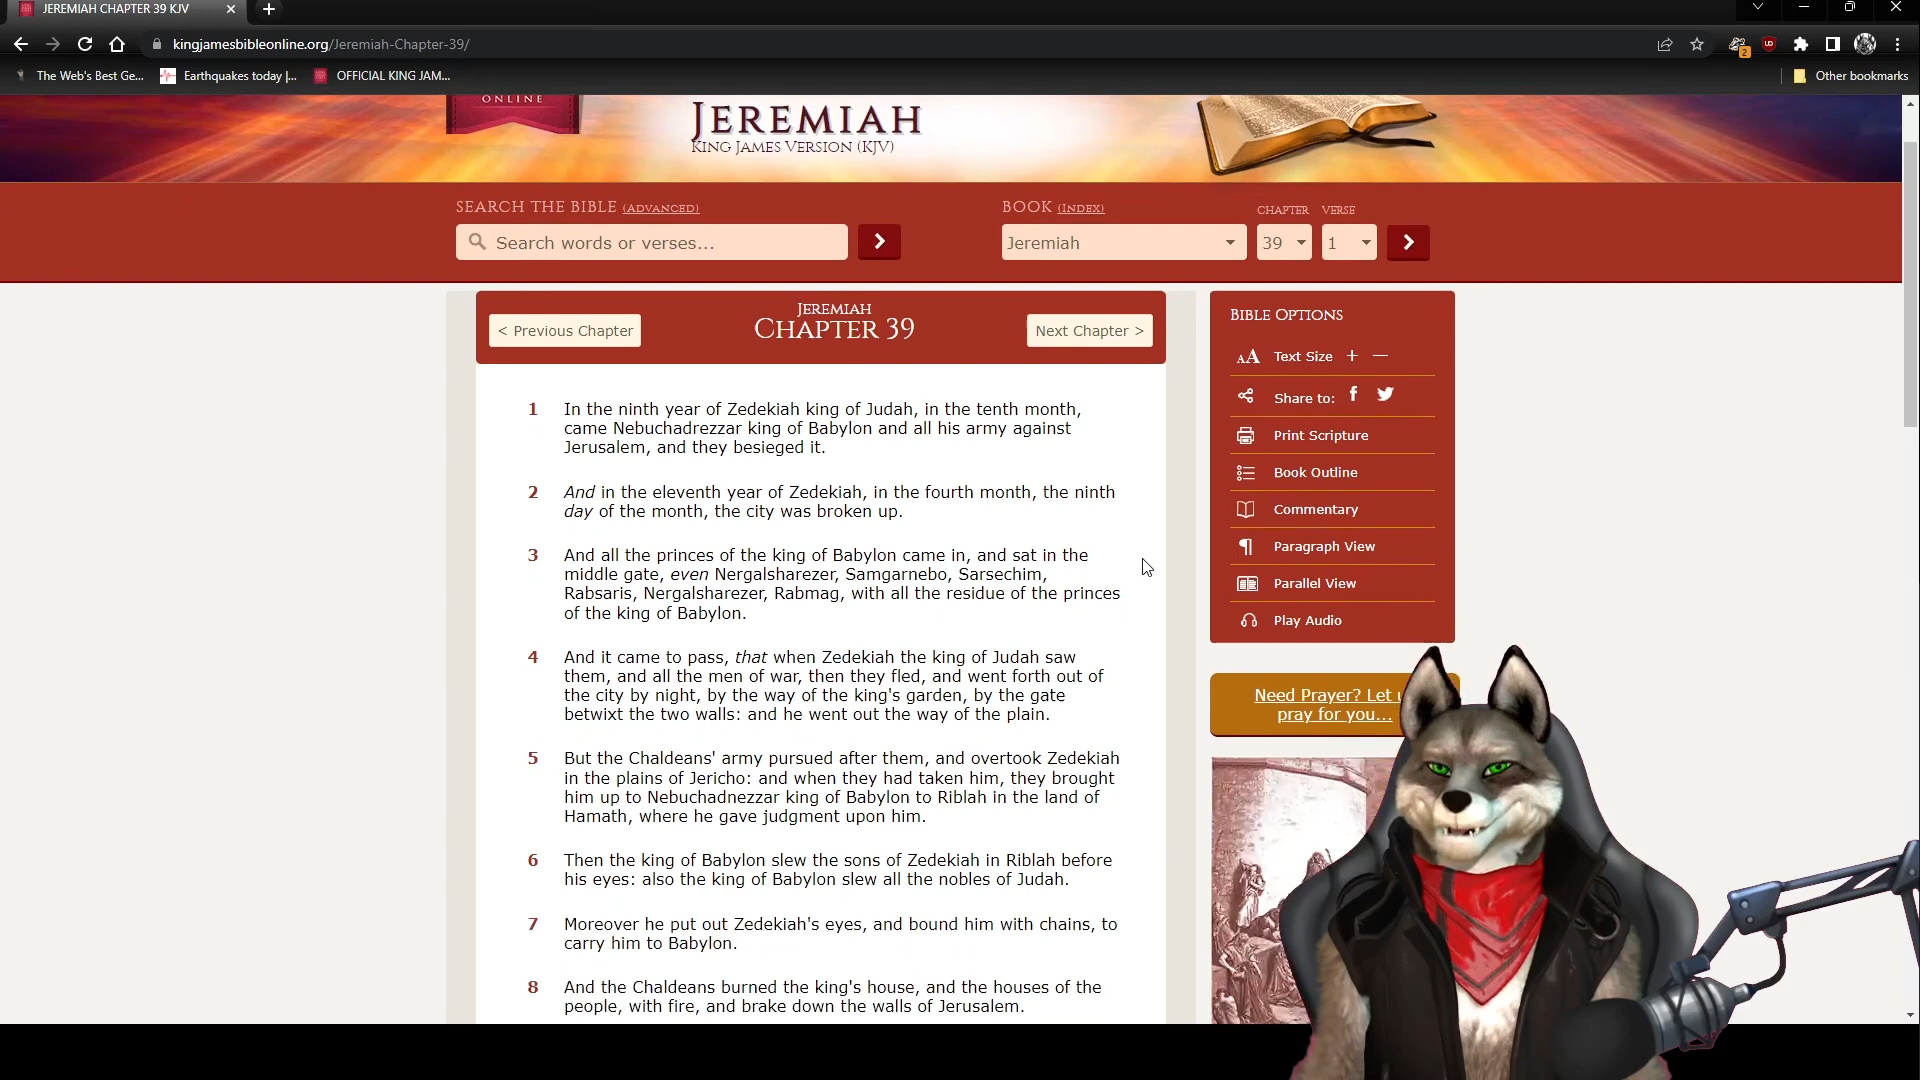 JEREMIAH CHAPTER 39 KJV
kingjamesbibleonline.org/Jeremiah-Chapter-39/
2
UD
The Web's Best Ge...
Earthquakes today |...
OFFICIAL KING JAM...
Other bookmarks
ONLINE
JEREMIAH
KING JAMES VERSION (KJV)
SEARCH THE BIBLE (ADVANCED)
Search words or verses...
BOOK (INDEX)
CHAPTER
VERSE
Jeremiah
39
1
JEREMIAH
< Previous Chapter
CHAPTER 39
Next Chapter >
1 In the ninth year of Zedekiah king of Judah, in the tenth month,
came Nebuchadrezzar king of Babylon and all his army against
Jerusalem, and they besieged it.
2 And in the eleventh year of Zedekiah, in the fourth month, the ninth
day of the month, the city was broken up.
3 And all the princes of the king of Babylon came in, and sat in the
middle gate, even Nergalsharezer, Samgarnebo, Sarsechim,
Rabsaris, Nergalsharezer, Rabmag, with all the residue of the princes
of the king of Babylon.
4 And it came to pass, that when Zedekiah the king of Judah saw
them, and all the men of war, then they fled, and went forth out of
the city by night, by the way of the king's garden, by the gate
betwixt the two walls: and he went out the way of the plain.
5 But the Chaldeans' army pursued after them, and overtook Zedekiah
in the plains of Jericho: and when they had taken him, they brought
him up to Nebuchadnezzar king of Babylon to Riblah in the land of
Hamath, where he gave judgment upon him.
6 Then the king of Babylon slew the sons of Zedekiah in Riblah before
his eyes: also the king of Babylon slew all the nobles of Judah.
7 Moreover he put out Zedekiah's eyes, and bound him with chains, to
carry him to Babylon.
8 And the Chaldeans burned the king's house, and the houses of the
people, with fire, and brake down the walls of Jerusalem.
BIBLE OPTIONS
AA Text Size + —
Share to:
Print Scripture
Book Outline
Commentary
Paragraph View
Parallel View
Play Audio
Need Prayer? Let
pray for you...